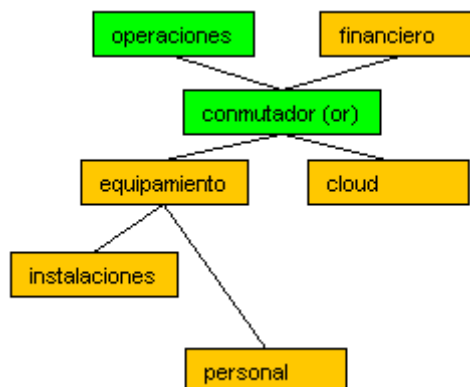 operaciones
financiero
conmutador (or)
equipamiento
cloud
instalaciones
personal